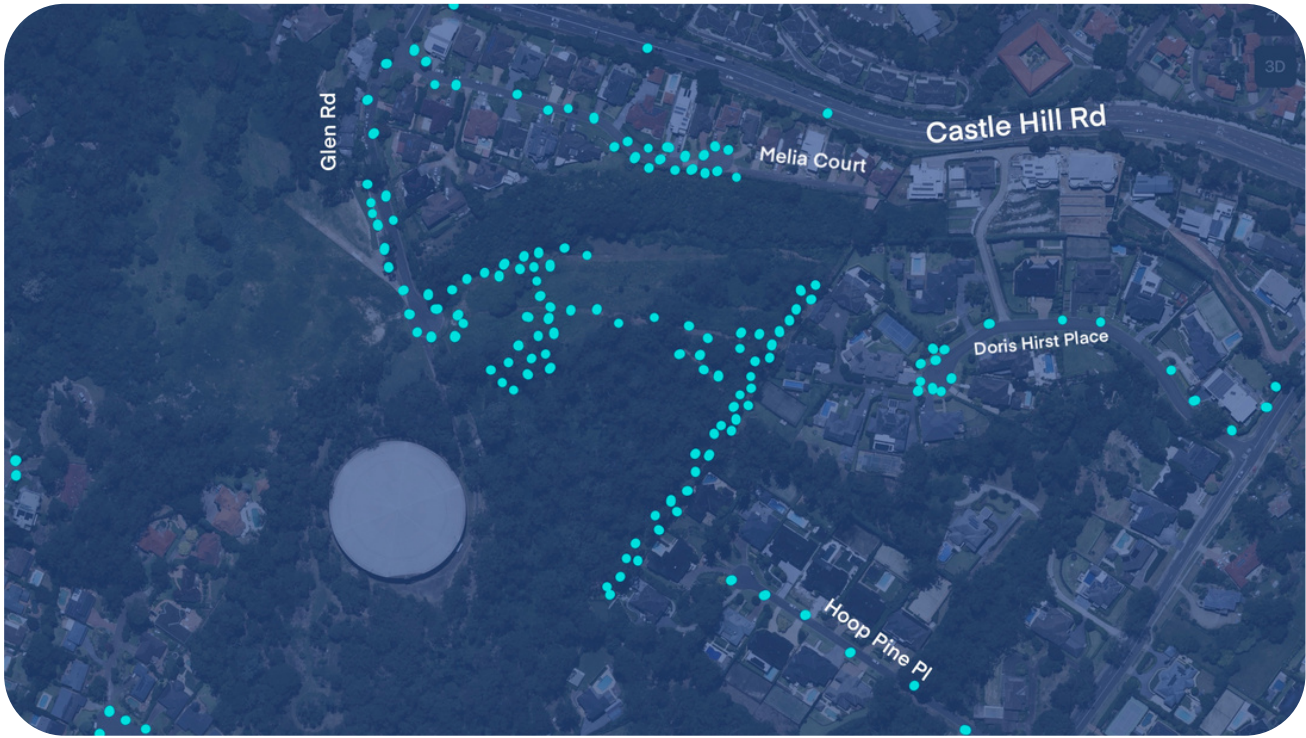 3D
Castle Hill Rd
Glen Rd
Melia Court
Doris Hirst Place
Hoop Pine Pl